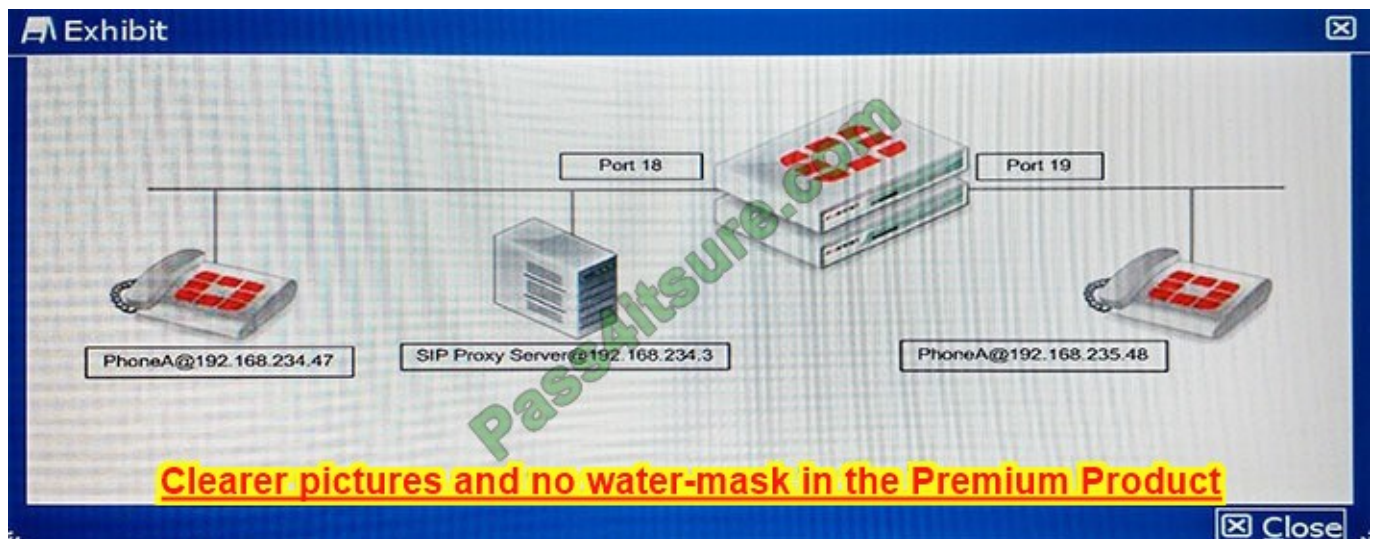 Exhibit
Port 18
Port 19
PhoneA@192.168.234.47
SIP Proxy Server@192.168.234.3
PhoneA@192.168.235.48
Pass4itsure.com
Clearer pictures and no water-mask in the Premium Product
Close